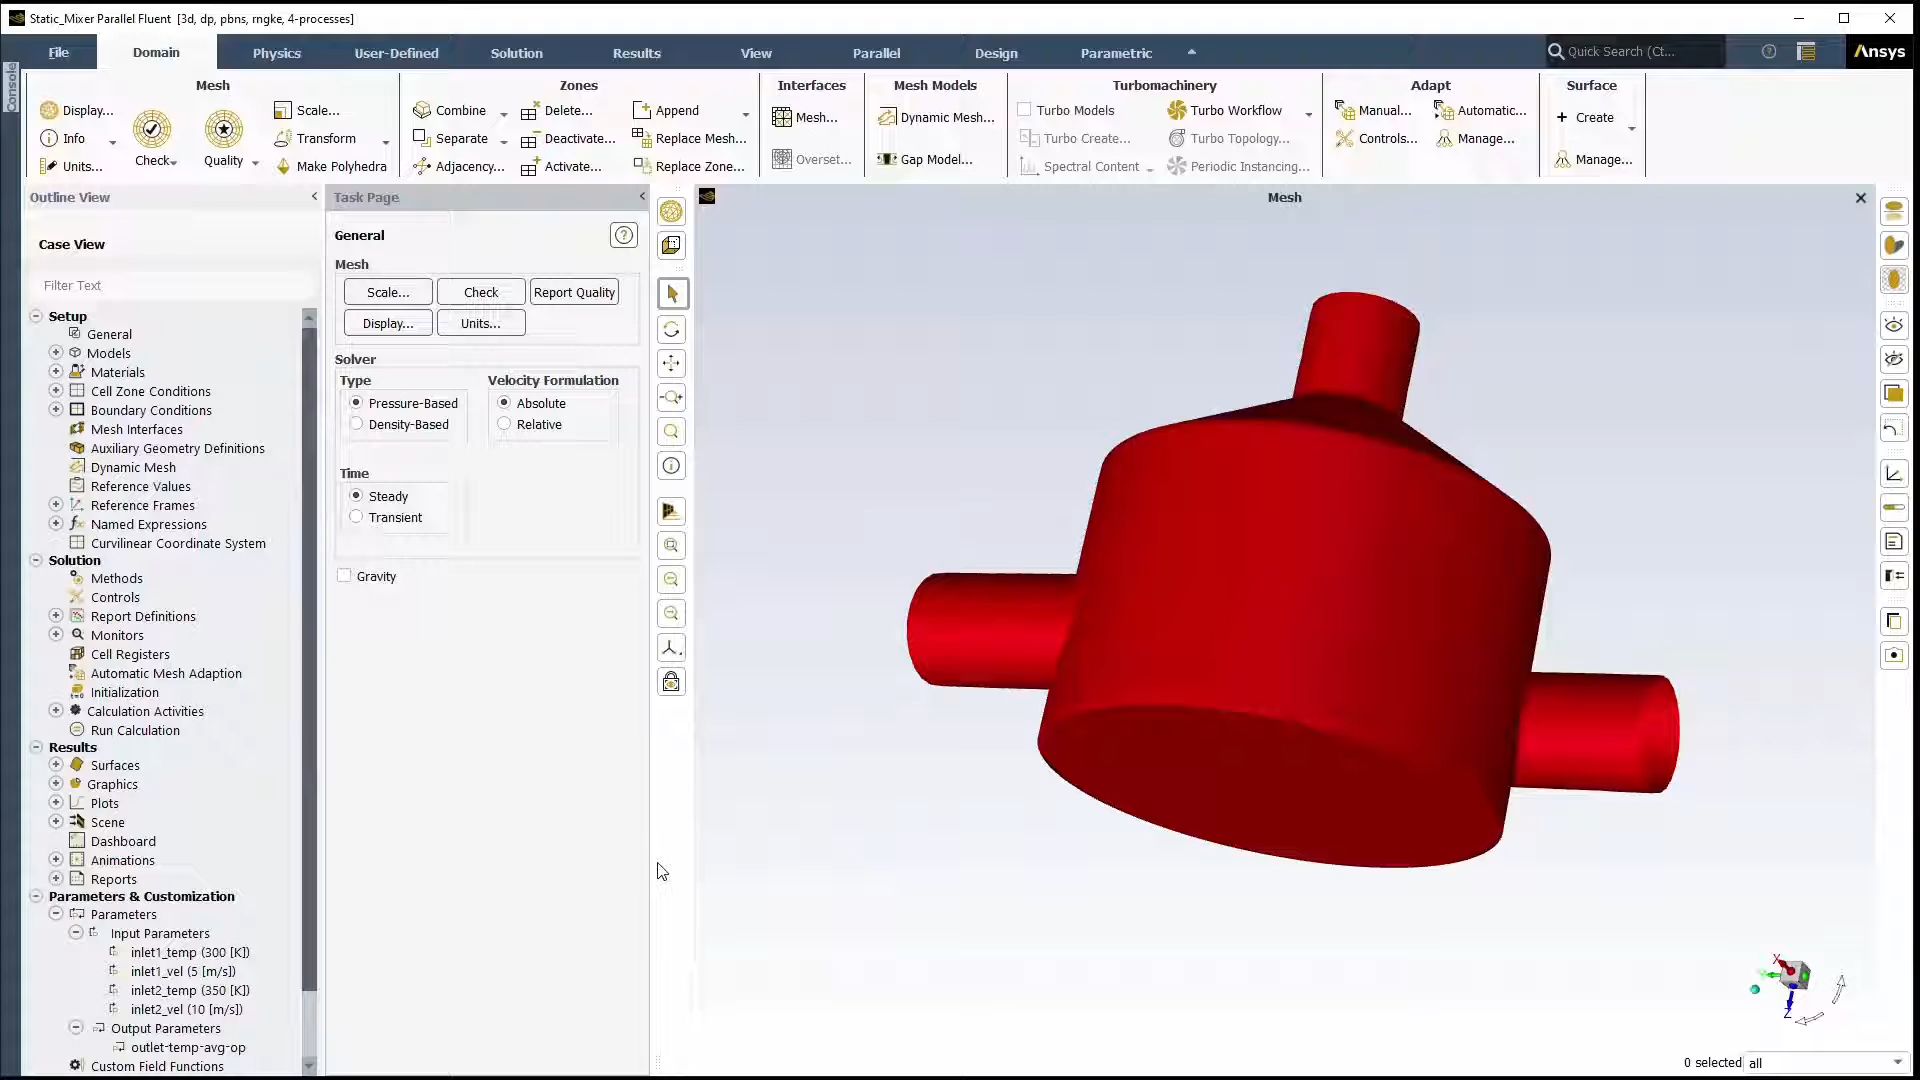 Static_Mixer Parallel Fluent [3d, dp, pbns, rngke, 4-processes]
File Domain Physics User-Defined Solution Results View Parallel Design Parametric Quick Search (Ct... Ansys
Console
Mesh
Display...
Info
Units...
Check
Quality
Scale...
Transform
Make Polyhedra
Zones
Combine
Separate
Adjacency...
Delete...
Deactivate...
Activate...
Append
Replace Mesh...
Replace Zone...
Interfaces
Mesh...
Overset...
Mesh Models
Dynamic Mesh...
Gap Model...
Turbomachinery
Turbo Models
Turbo Create...
Spectral Content
Turbo Workflow
Turbo Topology...
Periodic Instancing...
Adapt
Manual...
Controls...
Automatic...
Manage...
Surface
Create
Manage...
Outline View
Case View
Filter Text
Setup
General
Models
Materials
Cell Zone Conditions
Boundary Conditions
Mesh Interfaces
Auxiliary Geometry Definitions
Dynamic Mesh
Reference Values
Reference Frames
Named Expressions
Curvilinear Coordinate System
Solution
Methods
Controls
Report Definitions
Monitors
Cell Registers
Automatic Mesh Adaption
Initialization
Calculation Activities
Run Calculation
Results
Surfaces
Graphics
Plots
Scene
Dashboard
Animations
Reports
Parameters & Customization
Parameters
Input Parameters
inlet1_temp (300 [K])
inlet1_vel (5 [m/s])
inlet2_temp (350 [K])
inlet2_vel (10 [m/s])
Output Parameters
outlet-temp-avg-op
Custom Field Functions
Task Page
General
Mesh
Scale... Check Report Quality
Display... Units...
Solver
Type
Pressure-Based
Density-Based
Velocity Formulation
Absolute
Relative
Time
Steady
Transient
Gravity
Mesh
X
Z
0 selected all